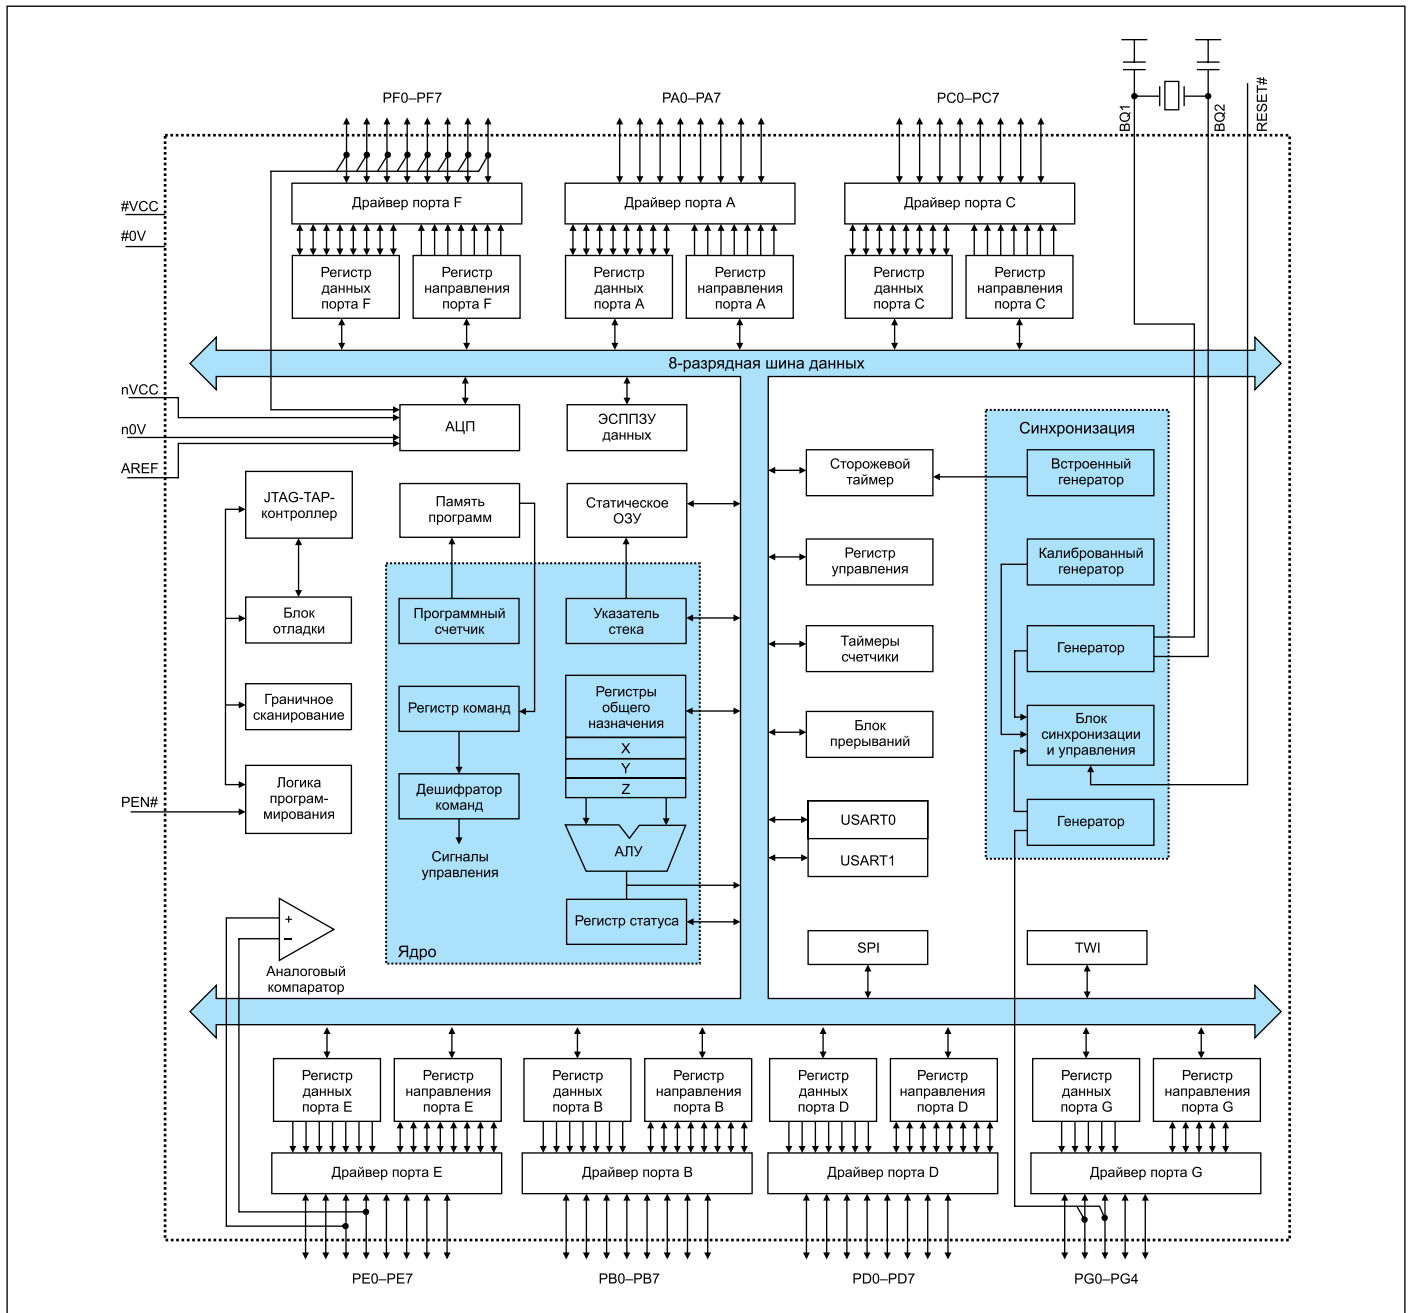 PF0–PF7
PA0–PA7
PC0–PC7
BQ1
BQ2
RESET#
#VCC
#0V
Драйвер порта F
Драйвер порта A
Драйвер порта C
Регистр
данных
порта F
Регистр
направления
порта F
Регистр
данных
порта A
Регистр
направления
порта A
Регистр
данных
порта C
Регистр
направления
порта C
8-разрядная шина данных
nVCC
n0V
AREF
АЦП
ЭСППЗУ
данных
Синхронизация
Сторожевой
таймер
Встроенный
генератор
JTAG-TAP-
контроллер
Память
программ
Статическое
ОЗУ
Регистр
управления
Калиброванный
генератор
Блок
отладки
Программный
счетчик
Указатель
стека
Таймеры
счетчики
Генератор
Граничное
сканирование
Регистр команд
Регистры
общего
назначения
X
Y
Z
Блок
прерываний
Блок
синхронизации
и управления
PEN#
Логика
програм-
мирования
Дешифратор
команд
Сигналы
управления
АЛУ
USART0
USART1
Генератор
Регистр статуса
Ядро
+
–
Аналоговый
компаратор
SPI
TWI
Регистр
данных
порта E
Регистр
направления
порта E
Регистр
данных
порта B
Регистр
направления
порта B
Регистр
данных
порта D
Регистр
направления
порта D
Регистр
данных
порта G
Регистр
направления
порта G
Драйвер порта E
Драйвер порта B
Драйвер порта D
Драйвер порта G
PE0–PE7
PB0–PB7
PD0–PD7
PG0–PG4